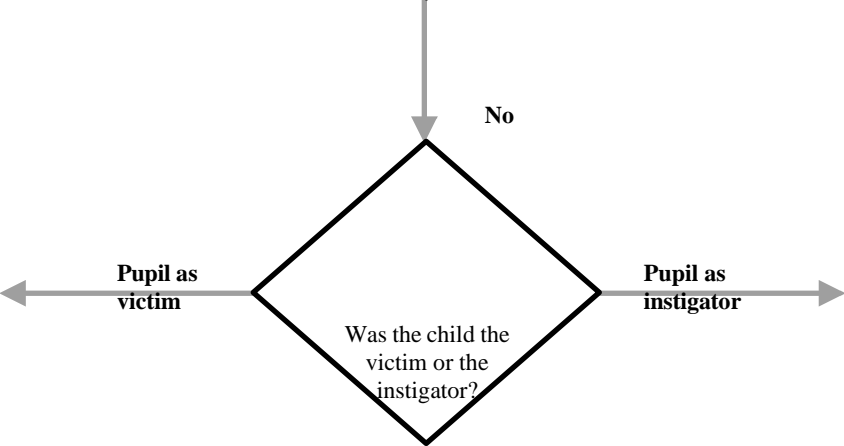 No
Pupil as
victim
Pupil as
instigator
Was the child the
victim or the
instigator?